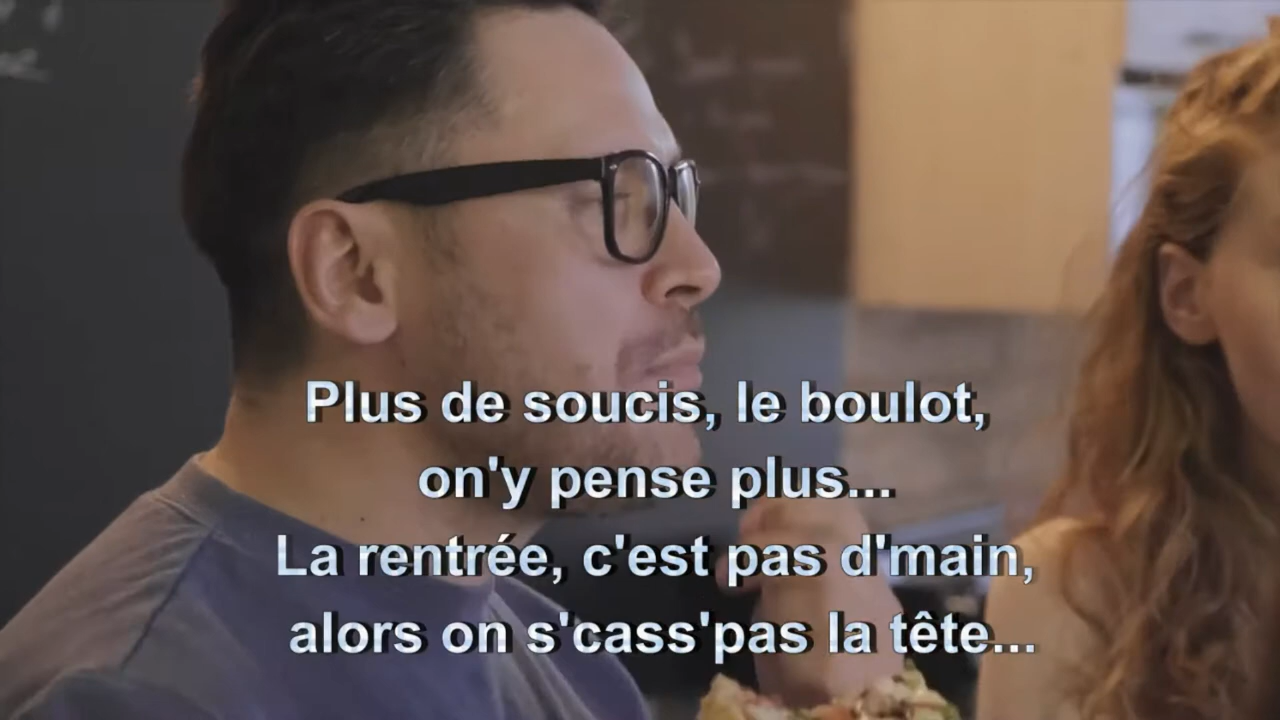 Plus de soucis, le boulot,
on'y pense plus...
La rentrée, c'est pas d'main,
alors on s'cass'pas la tête...